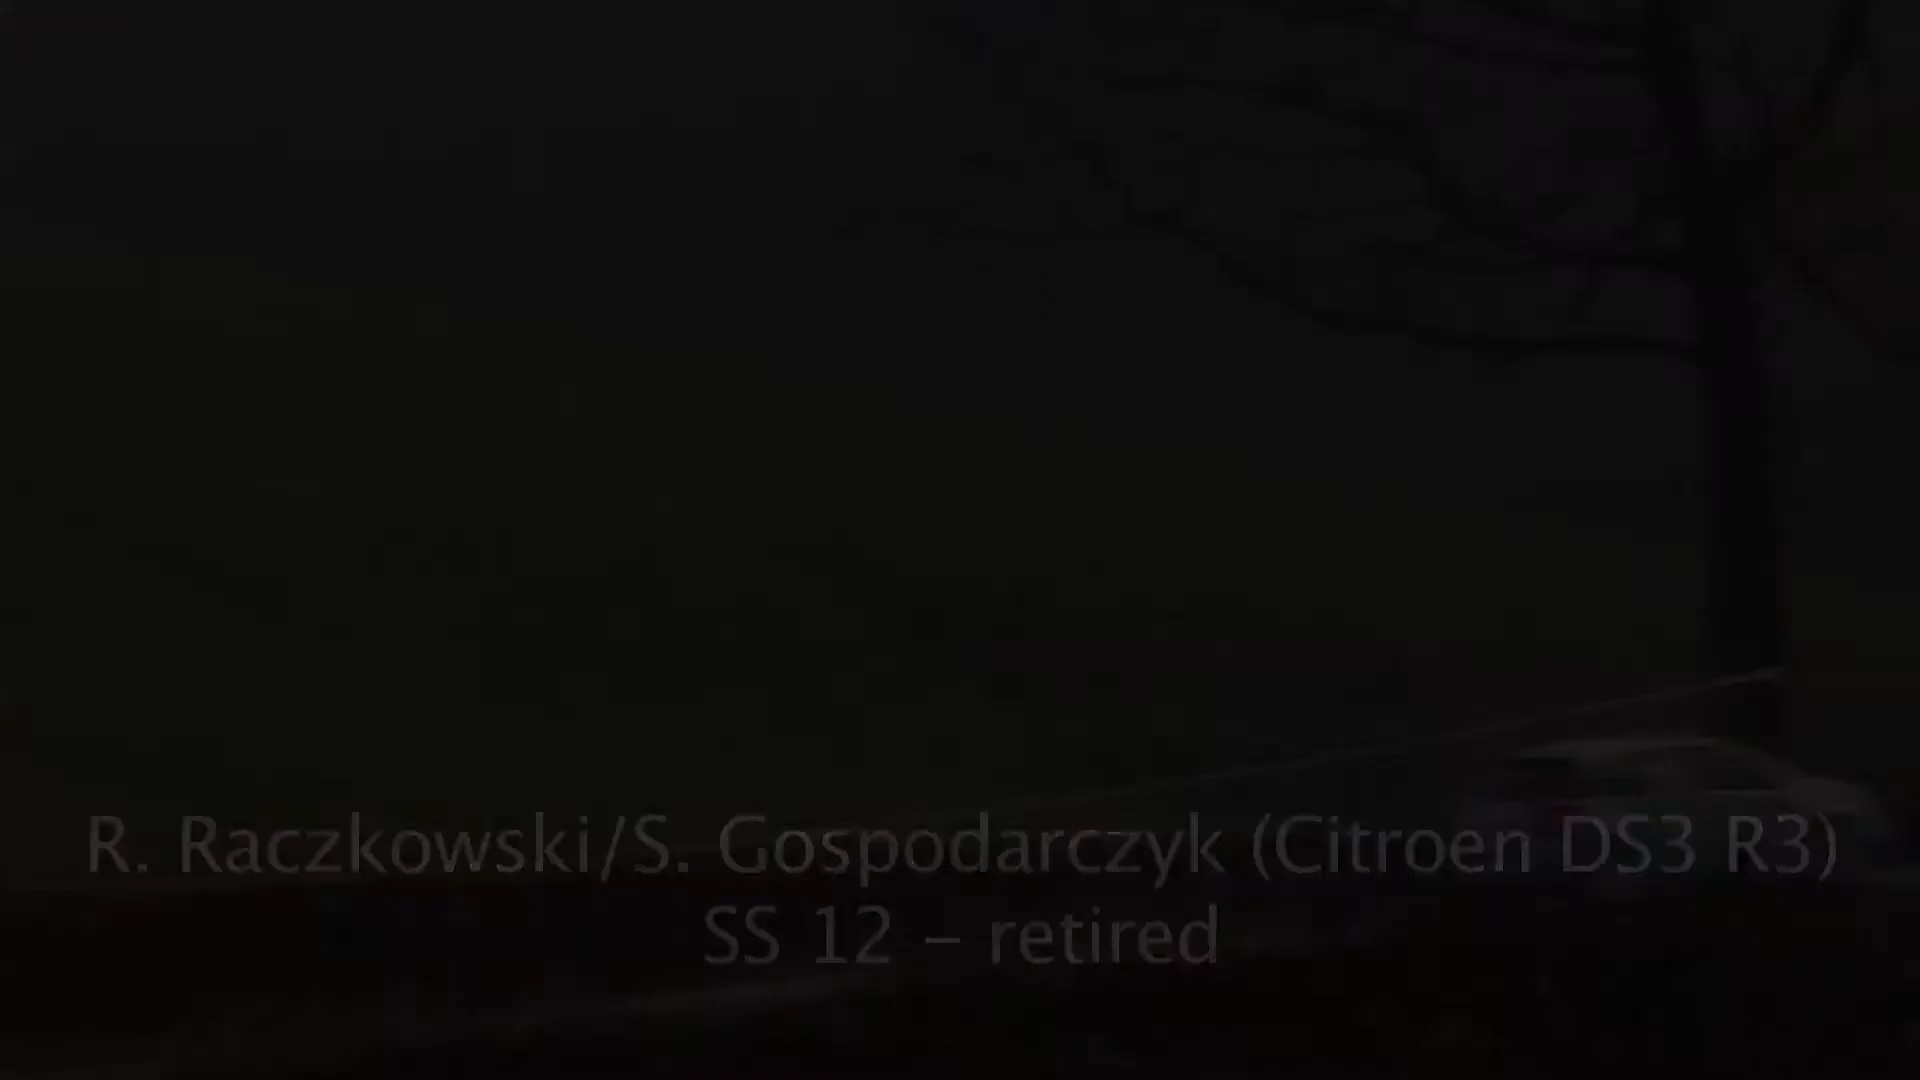 R. Raczkowski/S. Gospodarczyk (Citroen DS3 R3)
SS 12 – retired